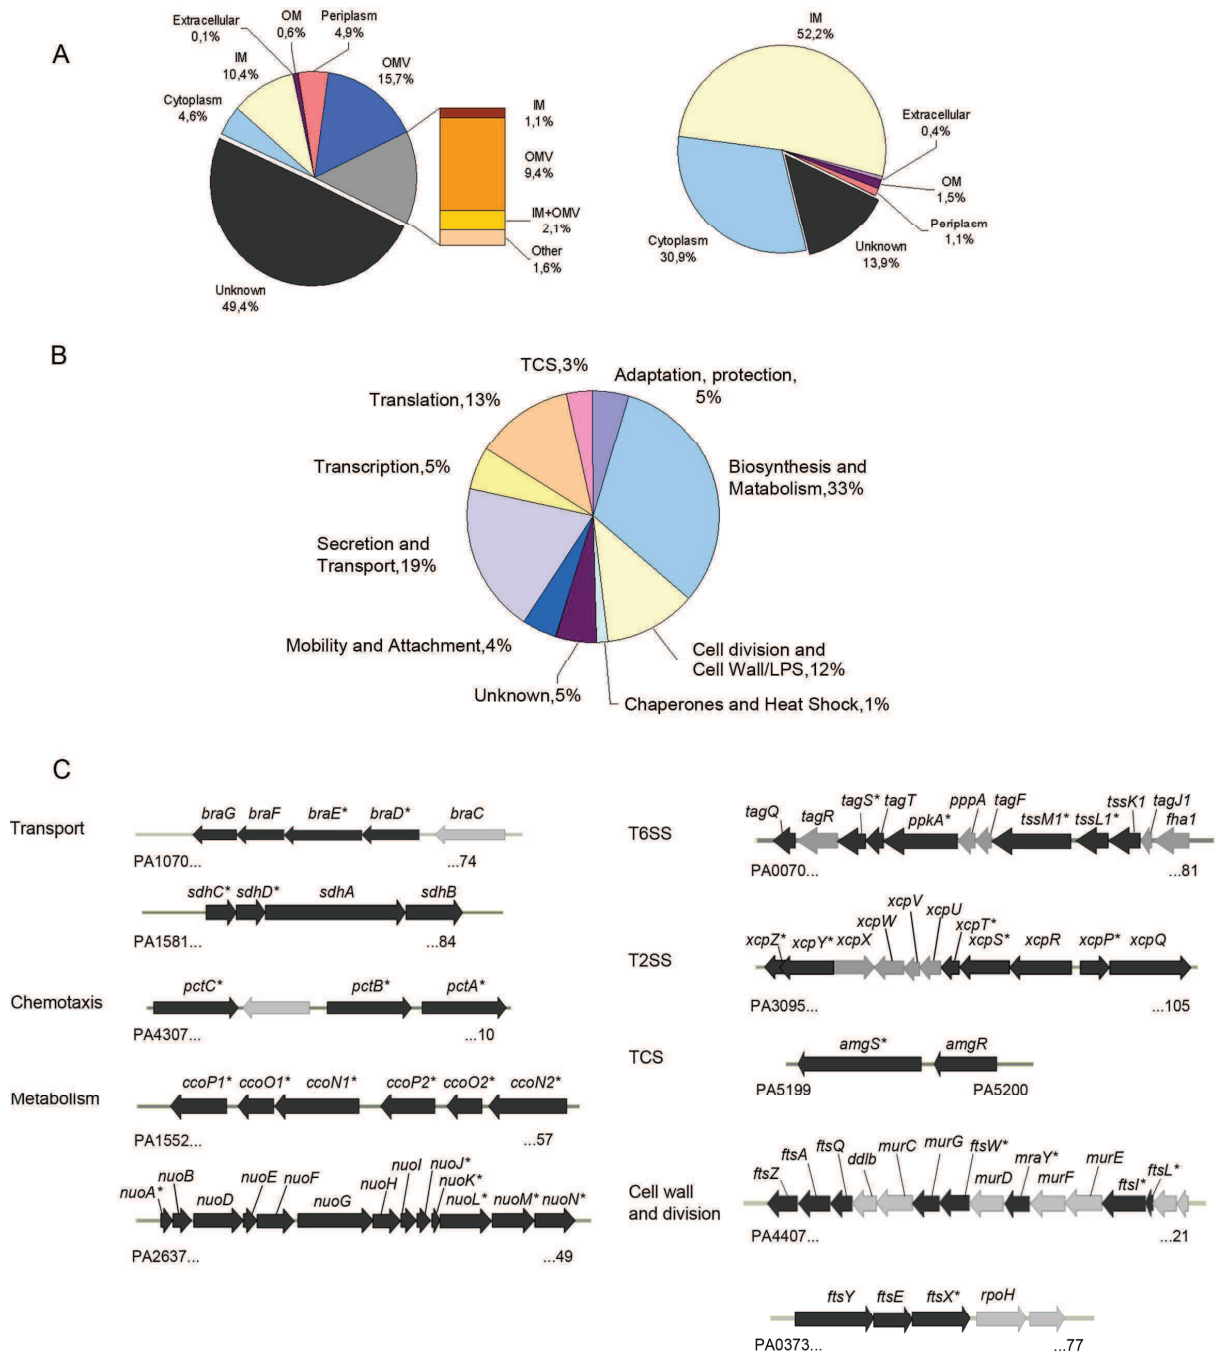 A
Extracellular
0,1%
OM
0,6%
Periplasm
4,9%
IM
10,4%
OMV
15,7%
Cytoplasm
4,6%
Unknown
49,4%
IM
1,1%
OMV
9,4%
IM+OMV
2,1%
Other
1,6%
IM
52,2%
Extracellular
0,4%
OM
1,5%
Periplasm
1,1%
Unknown
13,9%
Cytoplasm
30,9%
B
TCS,3%
Adaptation, protection,
5%
Translation,13%
Transcription,5%
Biosynthesis and
Matabolism,33%
Secretion and
Transport,19%
Mobility and Attachment,4%
Cell division and
Cell Wall/LPS,12%
Unknown,5%
Chaperones and Heat Shock,1%
C
Transport
braG braF braE* braD* braC
PA1070... ...74
sdhC* sdhD* sdhA sdhB
PA1581... ...84
Chemotaxis
pctC* pctB* pctA*
PA4307... ...10
Metabolism
ccoP1* ccoO1* ccoN1* ccoP2* ccoO2* ccoN2*
PA1552... ...57
nuoA* nuoB nuoD nuoE nuoF nuoG nuoH nuoI nuoJ* nuoK* nuoL* nuoM* nuoN*
PA2637... ...49
T6SS
tagQ tagR tagS* tagT ppkA* pppA tagF tssM1* tssL1* tssK1 tagJ1 fha1
PA0070... ...81
T2SS
xcpZ* xcpY* xcpX xcpW xcpV xcpU xcpT* xcpS* xcpR xcpP* xcpQ
PA3095... ...105
TCS
amgS* amgR
PA5199 PA5200
Cell wall
and division
ftsZ ftsA ftsQ ddlb murC murG ftsW* murD mraY* murF murE ftsI* ftsL*
PA4407... ...21
ftsY ftsE ftsX* rpoH
PA0373... ...77